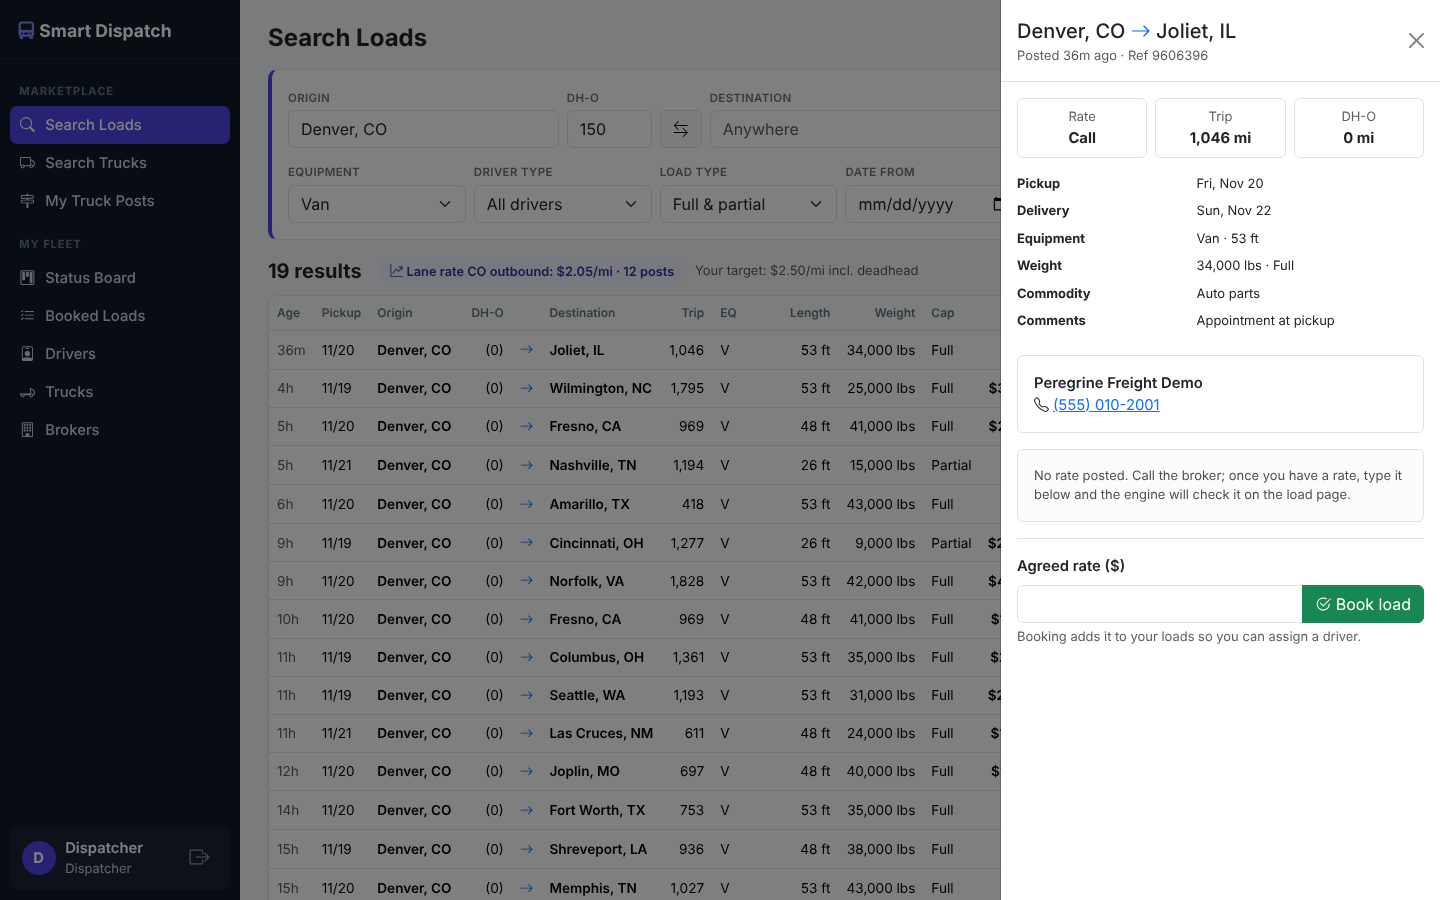 Smart Dispatch
MARKETPLACE
Search Loads
Search Trucks
My Truck Posts
MY FLEET
Status Board
Booked Loads
Drivers
Trucks
Brokers
D
Dispatcher
Dispatcher
Search Loads
ORIGIN DH-O DESTINATION
Denver, CO 150 Anywhere
EQUIPMENT DRIVER TYPE LOAD TYPE DATE FROM
Van All drivers Full & partial mm/dd/yyyy
19 results Lane rate CO outbound: $2.05/mi · 12 posts Your target: $2.50/mi incl. deadhead
Age Pickup Origin DH-O Destination Trip EQ Length Weight Cap
36m 11/20 Denver, CO (0) → Joliet, IL 1,046 V 53 ft 34,000 lbs Full
4h 11/19 Denver, CO (0) → Wilmington, NC 1,795 V 53 ft 25,000 lbs Full $3
5h 11/20 Denver, CO (0) → Fresno, CA 969 V 48 ft 41,000 lbs Full $2
5h 11/21 Denver, CO (0) → Nashville, TN 1,194 V 26 ft 15,000 lbs Partial
6h 11/20 Denver, CO (0) → Amarillo, TX 418 V 48 ft 43,000 lbs Full
9h 11/19 Denver, CO (0) → Cincinnati, OH 1,277 V 26 ft 9,000 lbs Partial $2
9h 11/20 Denver, CO (0) → Norfolk, VA 1,828 V 53 ft 42,000 lbs Full $4
10h 11/20 Denver, CO (0) → Fresno, CA 969 V 48 ft 41,000 lbs Full $
11h 11/19 Denver, CO (0) → Columbus, OH 1,361 V 53 ft 35,000 lbs Full $
11h 11/19 Denver, CO (0) → Seattle, WA 1,193 V 53 ft 31,000 lbs Full $2
11h 11/21 Denver, CO (0) → Las Cruces, NM 611 V 48 ft 24,000 lbs Full $
12h 11/20 Denver, CO (0) → Joplin, MO 697 V 48 ft 40,000 lbs Full $
14h 11/20 Denver, CO (0) → Fort Worth, TX 753 V 53 ft 35,000 lbs Full
15h 11/19 Denver, CO (0) → Shreveport, LA 936 V 48 ft 38,000 lbs Full
15h 11/20 Denver, CO (0) → Memphis, TN 1,027 V 53 ft 43,000 lbs Full
Denver, CO → Joliet, IL
Posted 36m ago · Ref 9606396
Rate Trip DH-O
Call 1,046 mi 0 mi
Pickup Fri, Nov 20
Delivery Sun, Nov 22
Equipment Van · 53 ft
Weight 34,000 lbs · Full
Commodity Auto parts
Comments Appointment at pickup
Peregrine Freight Demo
(555) 010-2001
No rate posted. Call the broker; once you have a rate, type it
below and the engine will check it on the load page.
Agreed rate ($)
Book load
Booking adds it to your loads so you can assign a driver.